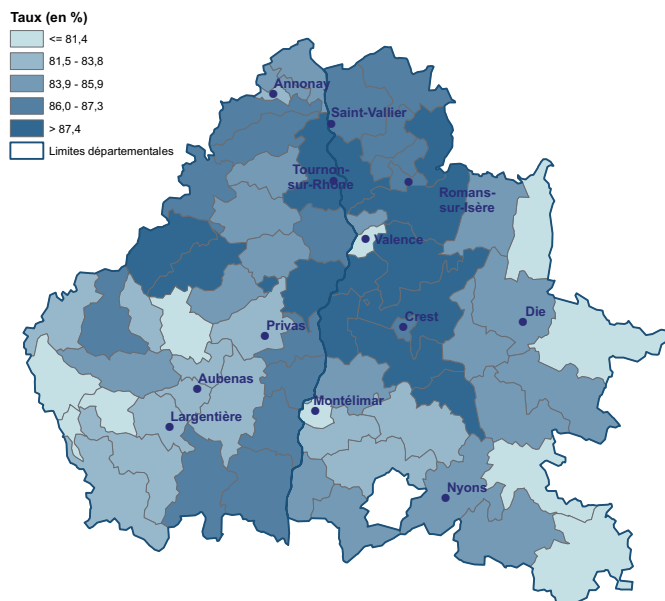 Taux (en %)
<= 81,4
81,5 - 83,8
83,9 - 85,9
86,0 - 87,3
> 87,4
Limites départementales
Annonay
Saint-Vallier
Tournon-
sur-Rhône
Romans-
sur-Isère
Valence
Privas
Crest
Die
Aubenas
Largentière
Montélimar
Nyons